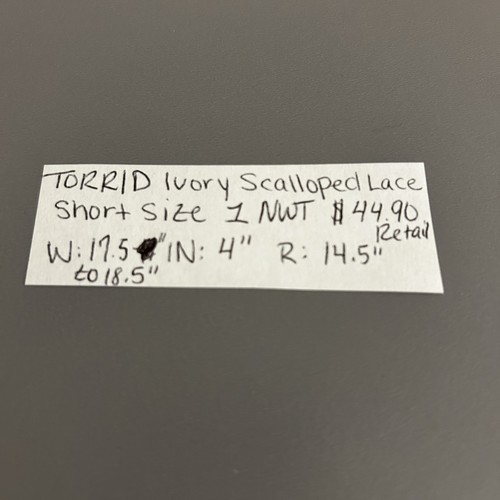 TORRID Ivory Scalloped Lace
Short Size 1 NWT $44.90
Retail
W: 17.5" IN: 4" R: 14.5"
to 18.5"